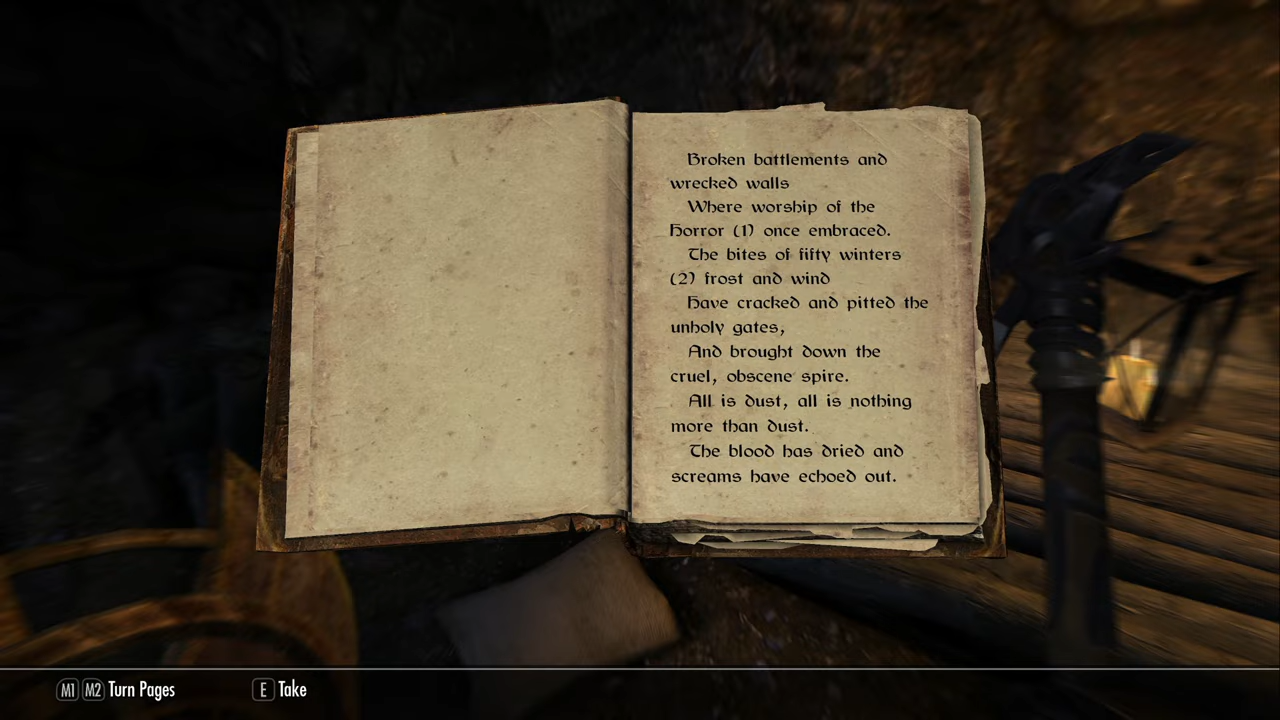 Broken battlements and
wrecked walls
Where worship of the
Horror (1) once embraced.
The bites of fifty winters
(2) frost and wind
Have cracked and pitted the
unholy gates,
And brought down the
cruel, obscene spire.
All is dust, all is nothing
more than dust.
The blood has dried and
screams have echoed out.
M1 M2 Turn Pages E Take